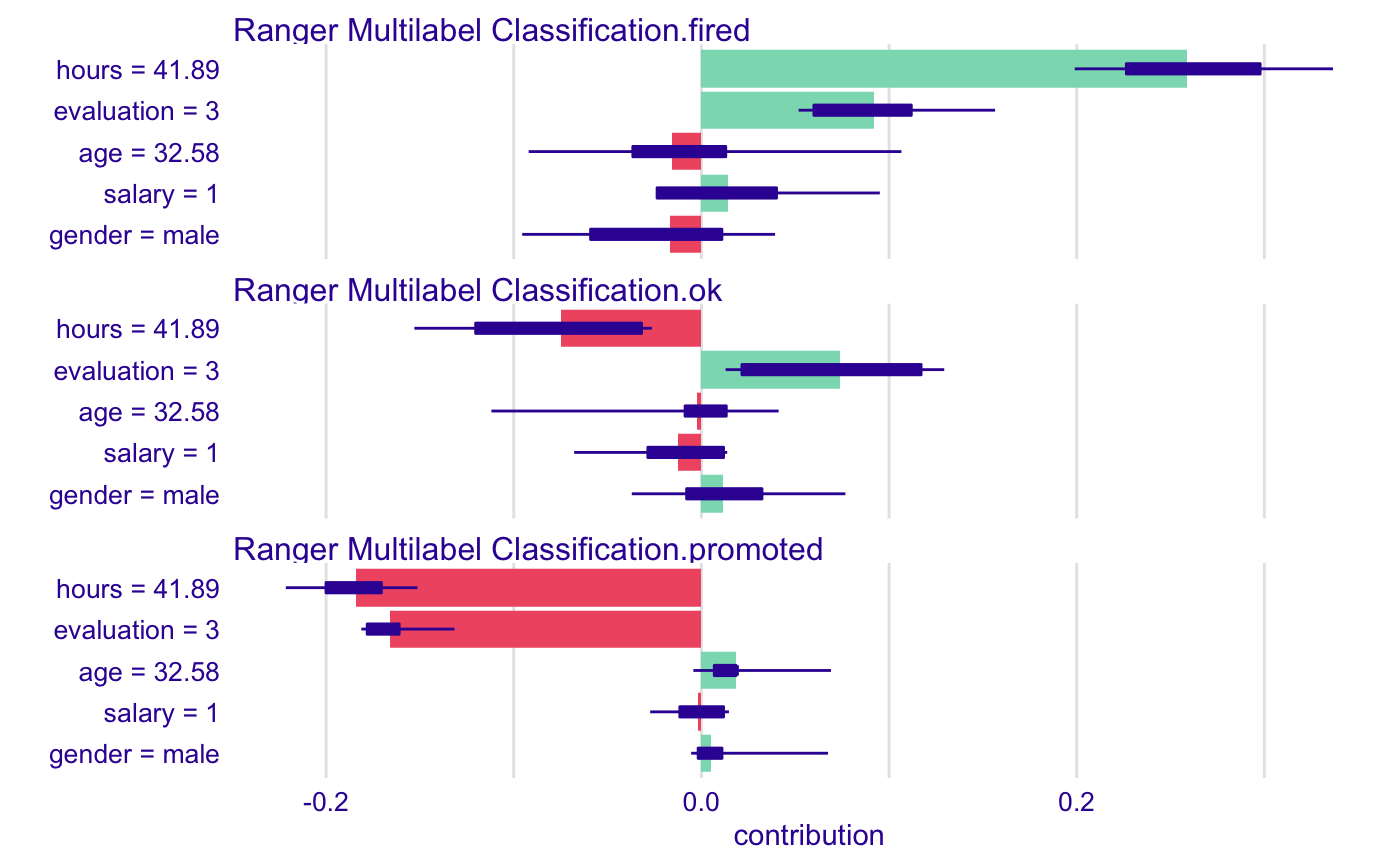 Ranger Multilabel Classification.fired
hours = 41.89
evaluation = 3
age = 32.58
salary = 1
gender = male
Ranger Multilabel Classification.ok
hours = 41.89
evaluation = 3
age = 32.58
salary = 1
gender = male
Ranger Multilabel Classification.promoted
hours = 41.89
evaluation = 3
age = 32.58
salary = 1
gender = male
-0.2 0.0 0.2
contribution